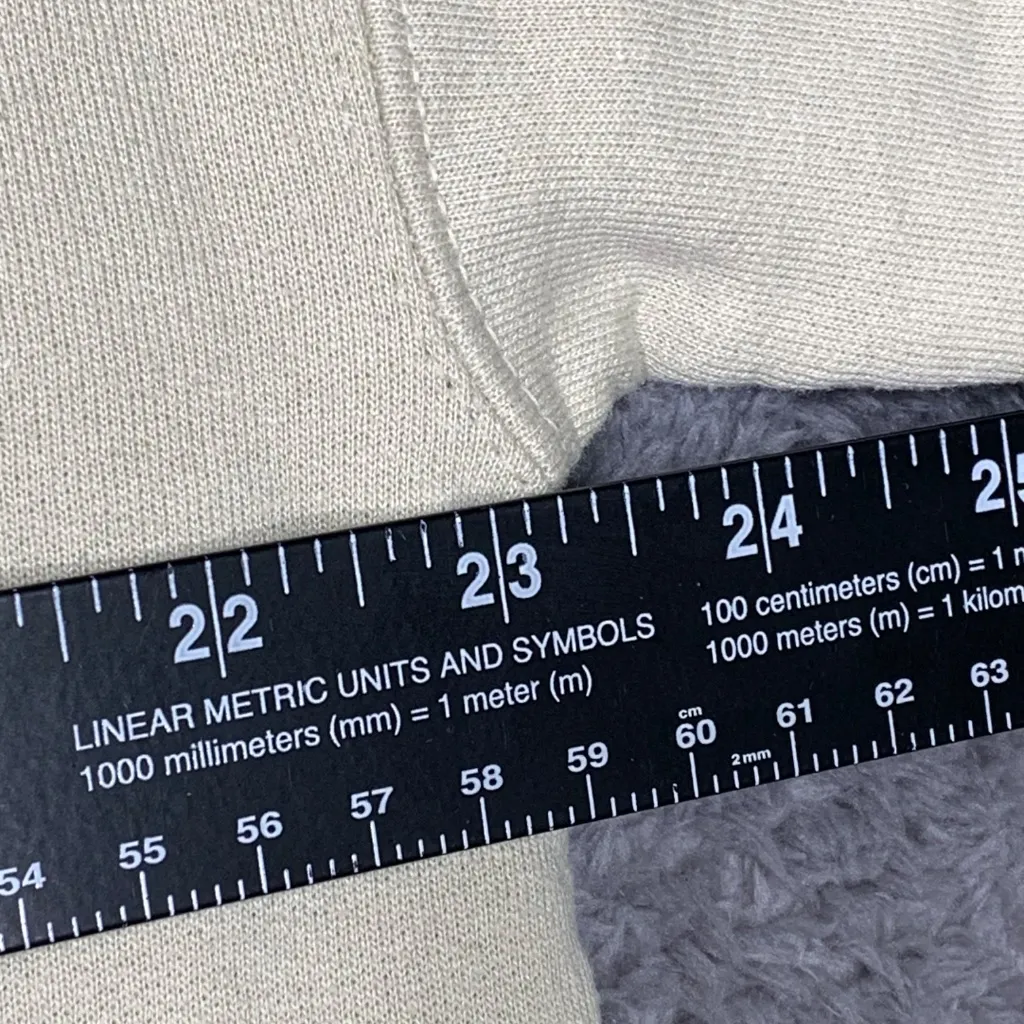 22 23 24 25
LINEAR METRIC UNITS AND SYMBOLS
1000 millimeters (mm) = 1 meter (m)
100 centimeters (cm) = 1
1000 meters (m) = 1
cm
2mm
54 55 56 57 58 59 60 61 62 63